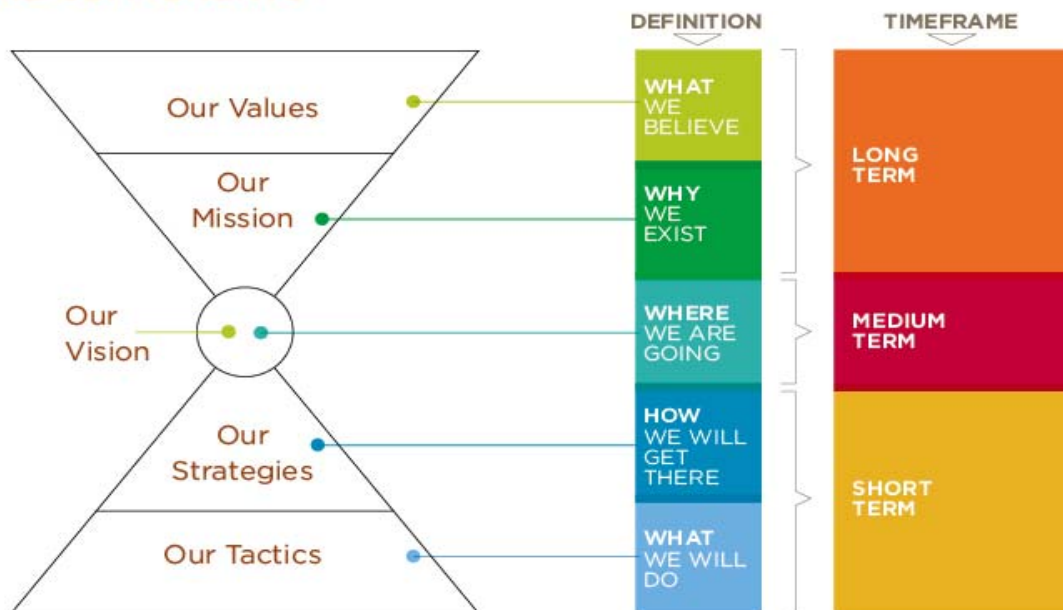 DEFINITION
TIMEFRAME
Our Values
WHAT
WE
BELIEVE
LONG
TERM
Our
Mission
WHY
WE
EXIST
Our
Vision
WHERE
WE ARE
GOING
MEDIUM
TERM
Our
Strategies
HOW
WE WILL
GET
THERE
SHORT
TERM
Our Tactics
WHAT
WE WILL
DO